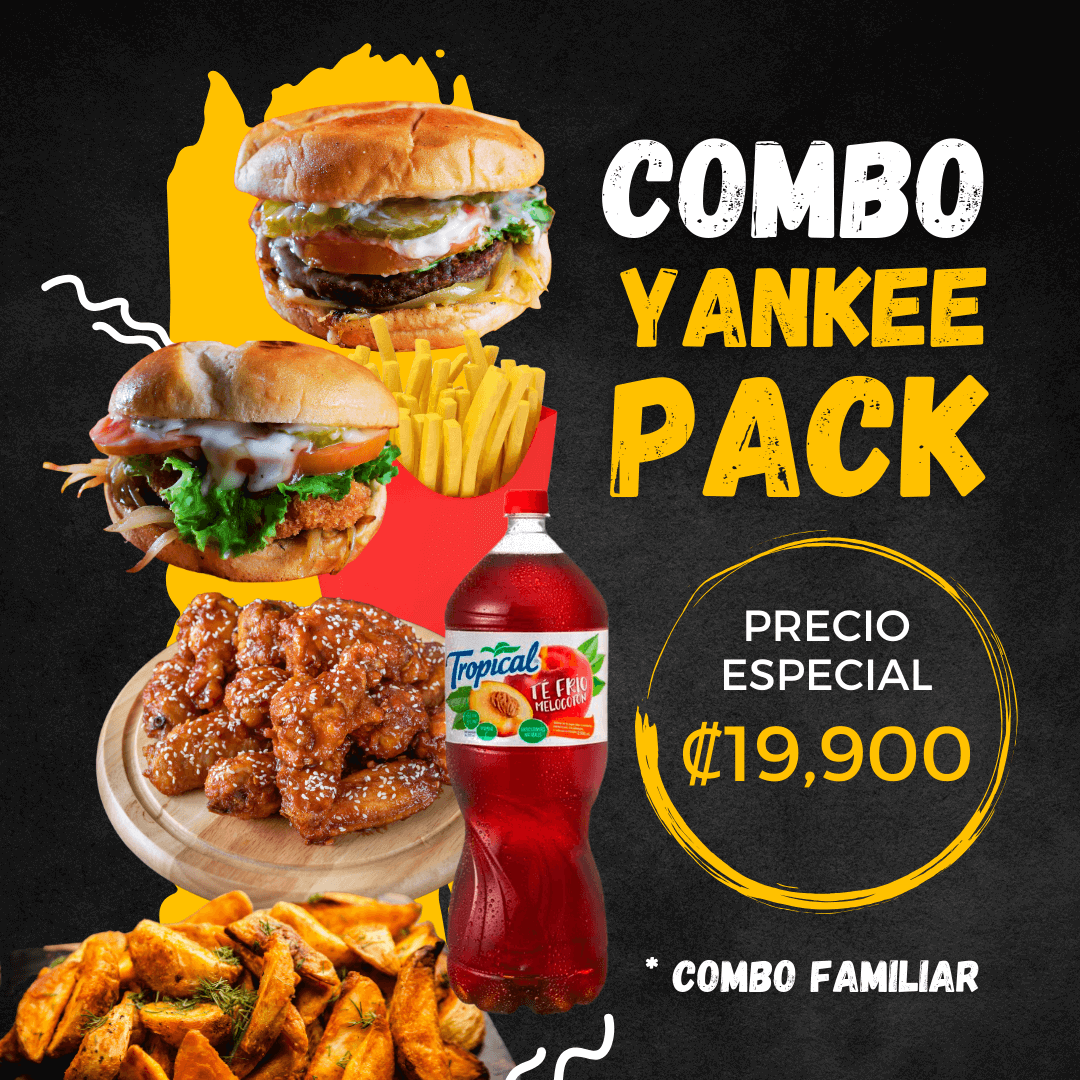 COMBO
YANKEE
PACK
PRECIO
ESPECIAL
₡19,900
* COMBO FAMILIAR
Tropical
TÉ FRÍO
MELOCOTÓN